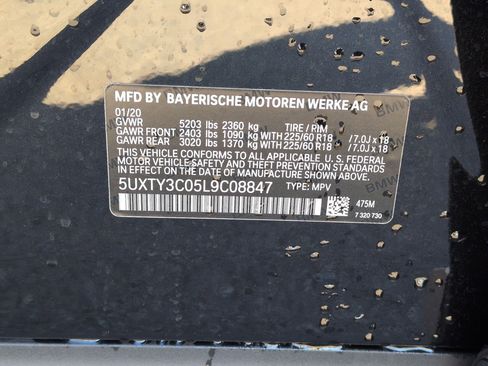 MFD BY BAYERISCHE MOTOREN WERKE AG
01/20
GVWR 5203 lb 2360 kg TIRE / RIM
GAWR FRONT 2403 lb 1090 kg WITH 225/60 R18 / 7.0J x 18
GAWR REAR 3020 lb 1370 kg WITH 225/60 R18 / 7.0J x 18
THIS VEHICLE CONFORMS TO ALL APPLICABLE U. S. FEDERAL
MOTOR VEHICLE SAFETY AND THEFT PREVENTION STANDARDS
IN EFFECT ON THE DATE OF MANUFACTURE SHOWN ABOVE.
5UXTY3C05L9C08847 TYPE: MPV
475M
7 320 730